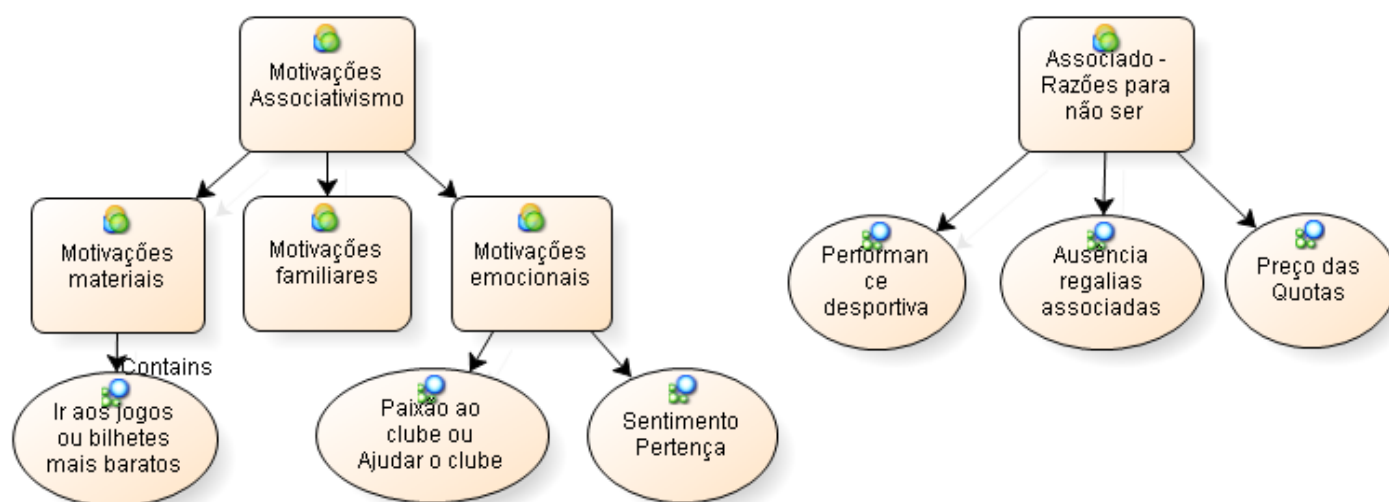 Motivações
Associativismo
Associado -
Razões para
não ser
Motivações
materiais
Motivações
familiares
Motivações
emocionais
Performan
ce
desportiva
Ausência
regalias
associadas
Preço das
Quotas
Contains
Ir aos jogos
ou bilhetes
mais baratos
Paixão ao
clube ou
Ajudar o clube
Sentimento
Pertença